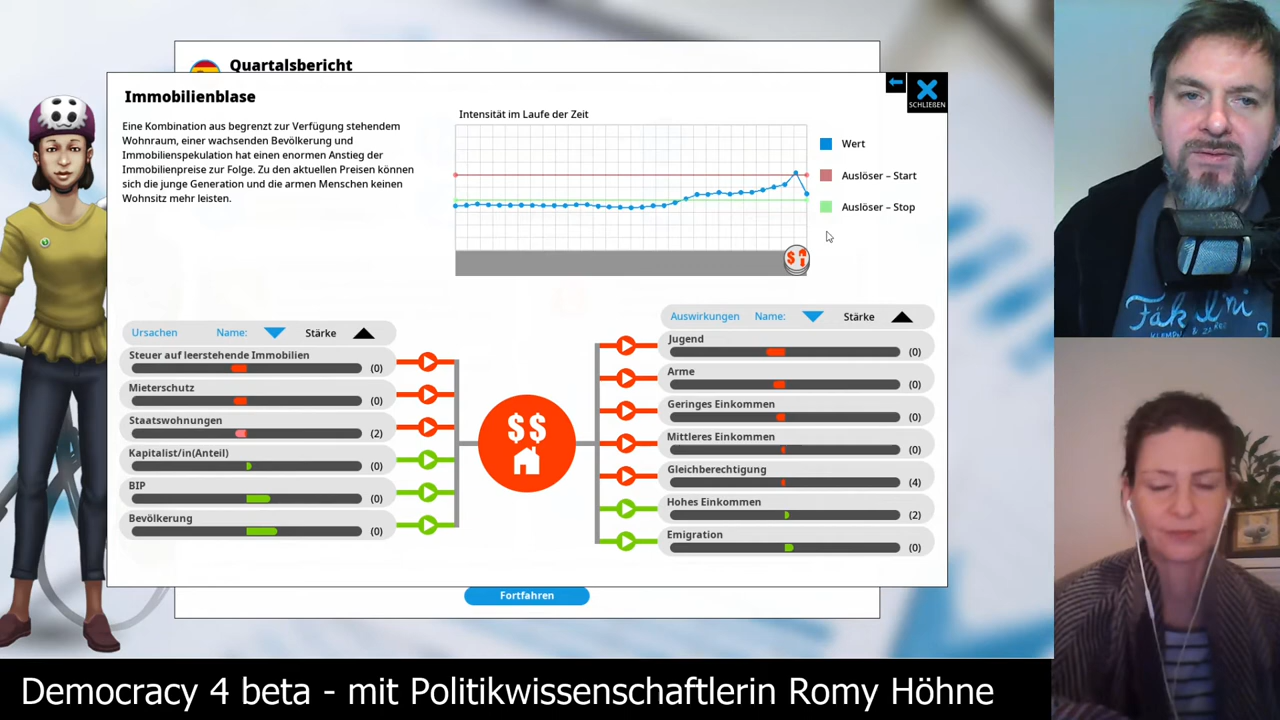 Quartalsbericht
Immobilienblase
SCHLIEẞEN
Eine Kombination aus begrenzt zur Verfügung stehendem
Wohnraum, einer wachsenden Bevölkerung und
Immobilienspekulation hat einen enormen Anstieg der
Immobilienpreise zur Folge. Zu den aktuellen Preisen können
sich die junge Generation und die armen Menschen keinen
Wohnsitz mehr leisten.
Intensität im Laufe der Zeit
Wert
Auslöser – Start
Auslöser – Stop
Ursachen Name: Stärke
Steuer auf leerstehende Immobilien
(0)
Mieterschutz
(0)
Staatswohnungen
(2)
Kapitalist/in(Anteil)
(0)
BIP
(0)
Bevölkerung
(0)
$$
Auswirkungen Name: Stärke
Jugend
(0)
Arme
(0)
Geringes Einkommen
(0)
Mittleres Einkommen
(0)
Gleichberechtigung
(4)
Hohes Einkommen
(2)
Emigration
(0)
Fortfahren
Democracy 4 beta - mit Politikwissenschaftlerin Romy Höhne